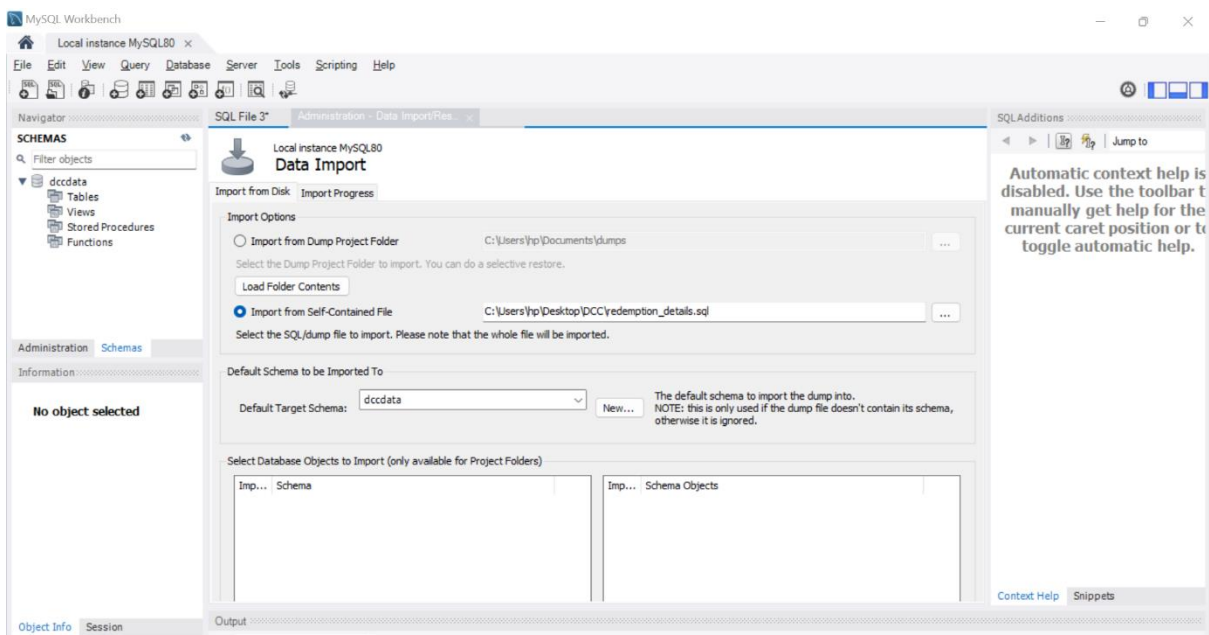 MySQL Workbench
Local instance MySQL80
File Edit View Query Database Server Tools Scripting Help
Navigator
SCHEMAS
Filter objects
dccdata
Tables
Views
Stored Procedures
Functions
Administration Schemas
Information
No object selected
Object Info Session
SQL File 3*
Administration - Data Import/Res...
Local instance MySQL80
Data Import
Import from Disk Import Progress
Import Options
Import from Dump Project Folder C:\Users\hp\Documents\dumps ...
Select the Dump Project Folder to import. You can do a selective restore.
Load Folder Contents
Import from Self-Contained File C:\Users\hp\Desktop\DCC\redemption_details.sql ...
Select the SQL/dump file to import. Please note that the whole file will be imported.
Default Schema to be Imported To
Default Target Schema: dccdata New...
The default schema to import the dump into.
NOTE: this is only used if the dump file doesn't contain its schema,
otherwise it is ignored.
Select Database Objects to Import (only available for Project Folders)
Imp... Schema
Imp... Schema Objects
Output
SQLAdditions
Jump to
Automatic context help is
disabled. Use the toolbar t
manually get help for the
current caret position or to
toggle automatic help.
Context Help Snippets